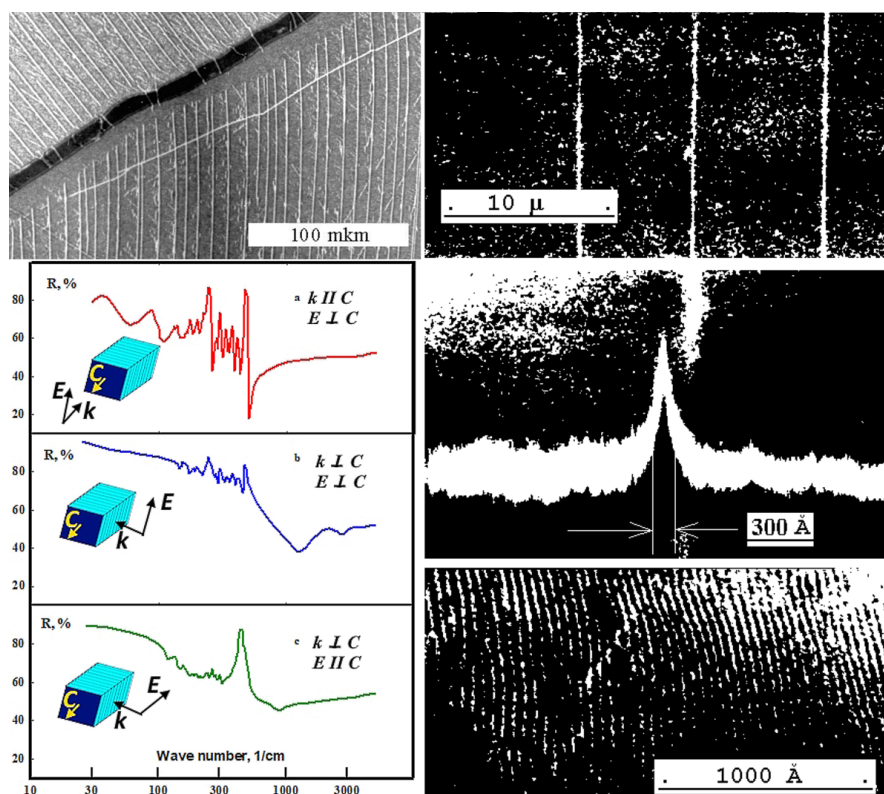 100 mkm
. 10 μ .
R, %
80
60
40
20
a
k II C
E ⊥ C
C
E
k
R, %
80
60
40
20
b
k ⊥ C
E ⊥ C
C
E
k
300 Å
R, %
80
60
40
20
c
k ⊥ C
E II C
C
E
k
Wave number, 1/cm
10 30 100 300 1000 3000
. 1000 Å .